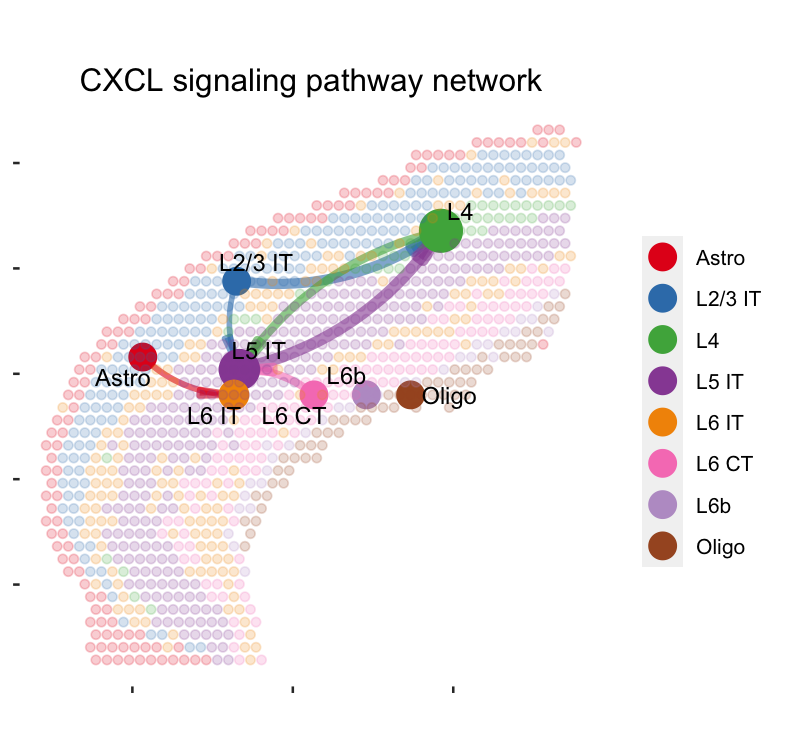 CXCL signaling pathway network
L4
L2/3 IT
L5 IT
Astro
L6b
Oligo
L6 IT
L6 CT
Astro
L2/3 IT
L4
L5 IT
L6 IT
L6 CT
L6b
Oligo